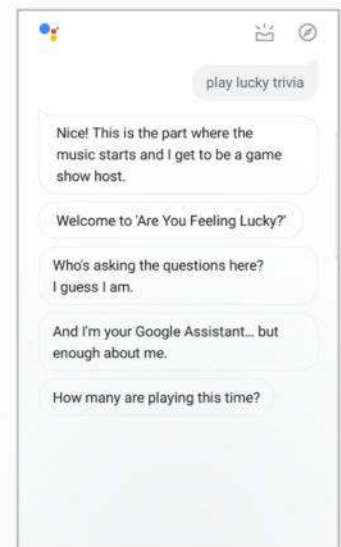 play lucky trivia
Nice! This is the part where the
music starts and I get to be a game
show host.
Welcome to 'Are You Feeling Lucky?'
Who's asking the questions here?
I guess I am.
And I'm your Google Assistant... but
enough about me.
How many are playing this time?